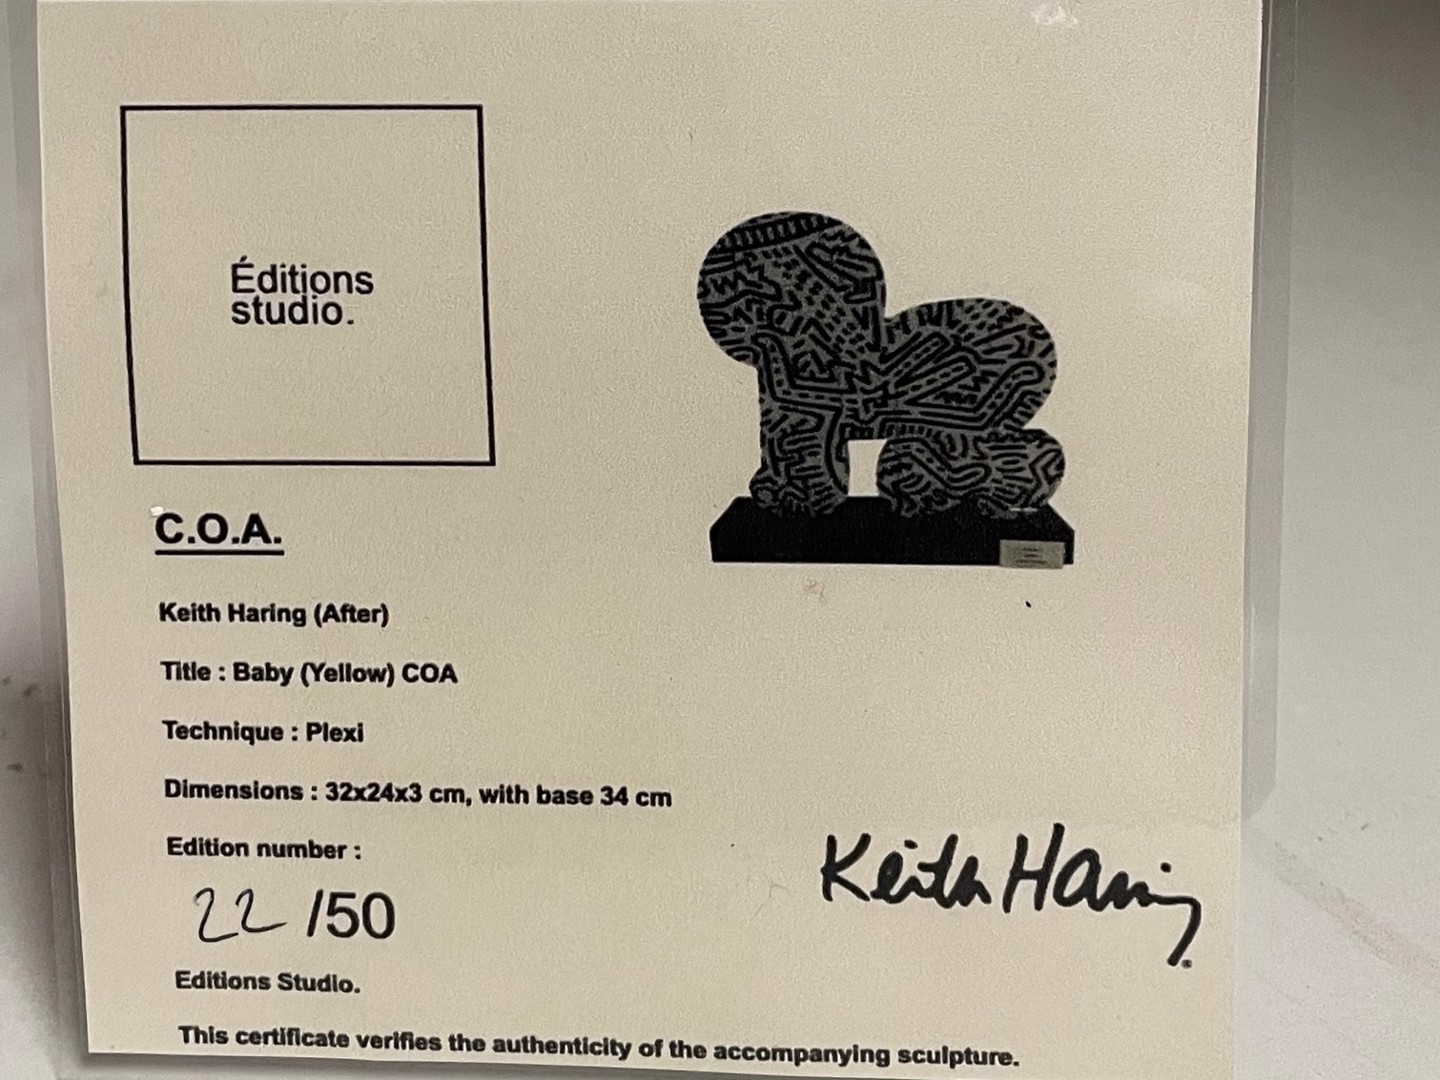 Éditions
studio.
C.O.A.
Keith Haring (After)
Title : Baby (Yellow) COA
Technique : Plexi
Dimensions : 32x24x3 cm, with base 34 cm
Edition number :
22 /50
Keith Haring
Editions Studio.
This certificate verifies the authenticity of the accompanying sculpture.